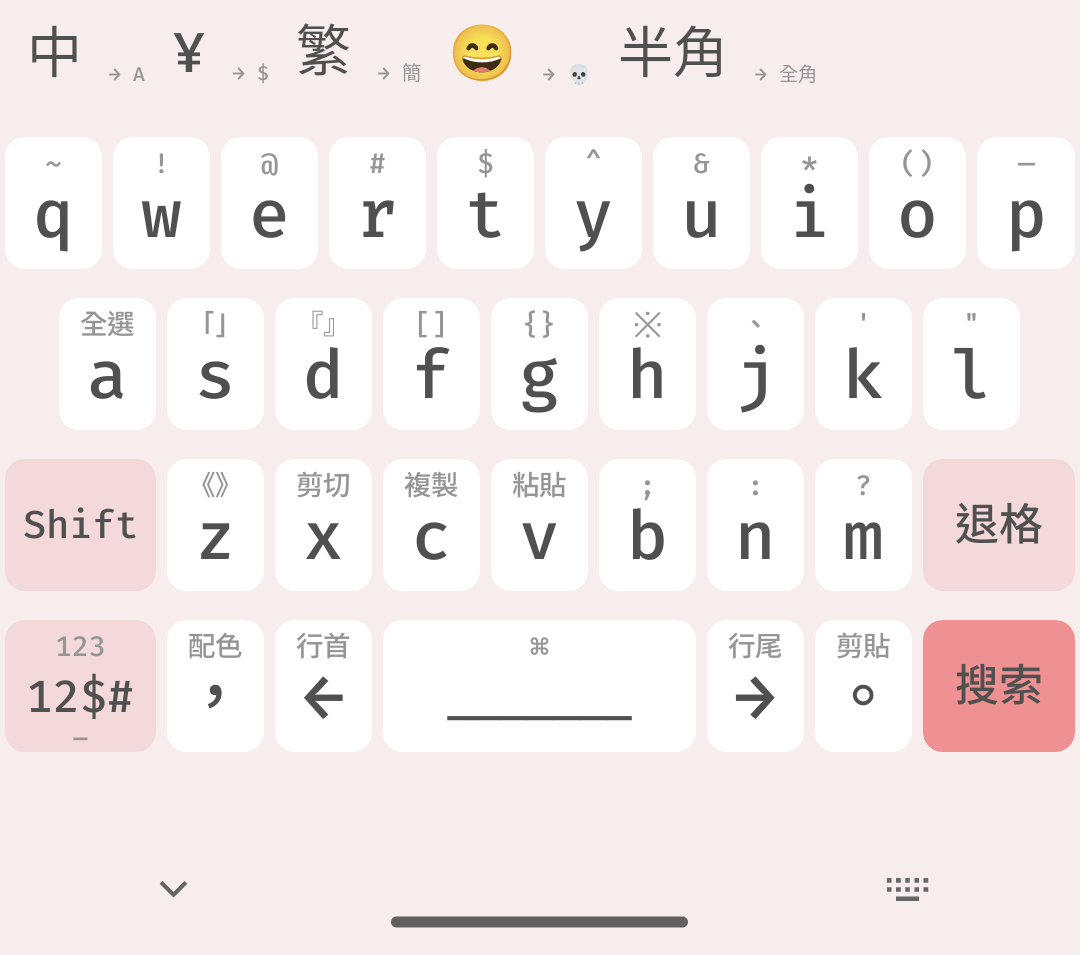 中 → A ¥ → $ 繁 → 簡 😄 → 💀 半角 → 全角
~ ! @ # $ ^ & * () —
q w e r t y u i o p
全選 「」 『』 [] {} ※ 、 ' "
a s d f g h j k l
《》 剪切 複製 粘貼 ; : ?
Shift z x c v b n m 退格
123 配色 行首 ⌘ 行尾 剪貼
12$# , ← → 。 搜索
—